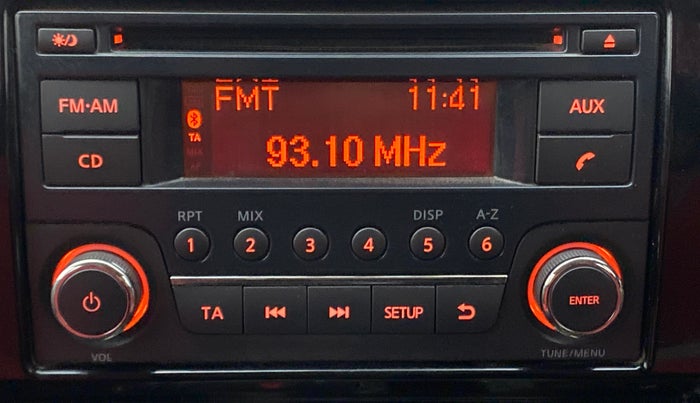 FMT 11:41
TA
93.10 MHz
FM·AM
AUX
CD
RPT MIX DISP A-Z
1 2 3 4 5 6
TA SETUP
ENTER
VOL TUNE/MENU